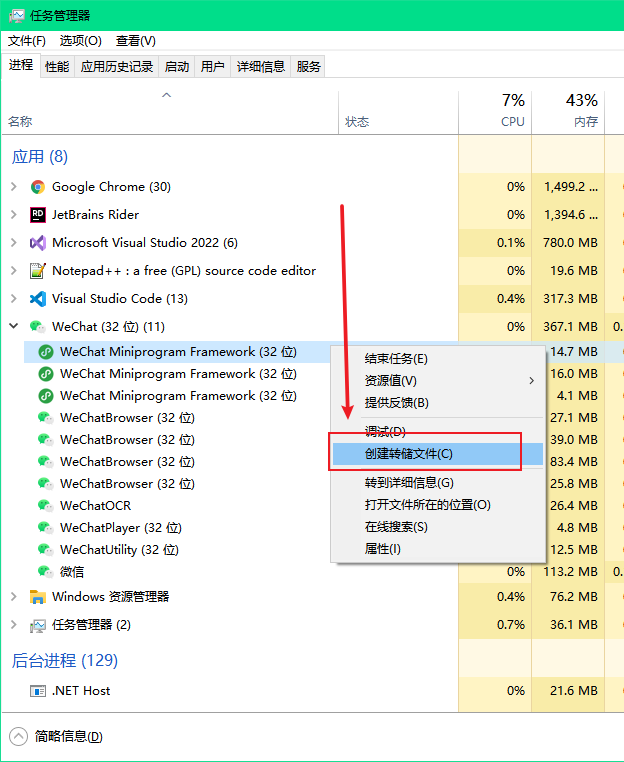 任务管理器
文件(F) 选项(O) 查看(V)
进程 性能 应用历史记录 启动 用户 详细信息 服务
7% 43%
名称 状态 CPU 内存
应用 (8)
Google Chrome (30) 0% 1,499.2 ...
RD JetBrains Rider 0% 1,394.6 ...
Microsoft Visual Studio 2022 (6) 0.1% 780.0 MB
Notepad++ : a free (GPL) source code editor 0% 19.6 MB
Visual Studio Code (13) 0.4% 317.3 MB
WeChat (32 位) (11) 0% 367.1 MB 0.
WeChat Miniprogram Framework (32 位) 14.7 MB
WeChat Miniprogram Framework (32 位) 16.0 MB
WeChat Miniprogram Framework (32 位) 4.1 MB
WeChatBrowser (32 位) 27.1 MB
WeChatBrowser (32 位) 39.0 MB
WeChatBrowser (32 位) 83.4 MB
WeChatBrowser (32 位) 25.8 MB
WeChatOCR 26.4 MB
WeChatPlayer (32 位) 4.8 MB
WeChatUtility (32 位) 12.5 MB
微信 0% 113.2 MB 0.
Windows 资源管理器 0.4% 76.2 MB
任务管理器 (2) 0.7% 36.1 MB
后台进程 (129)
.NET Host 0% 21.6 MB
结束任务(E)
资源值(V)
提供反馈(B)
调试(D)
创建转储文件(C)
转到详细信息(G)
打开文件所在的位置(O)
在线搜索(S)
属性(I)
简略信息(D)